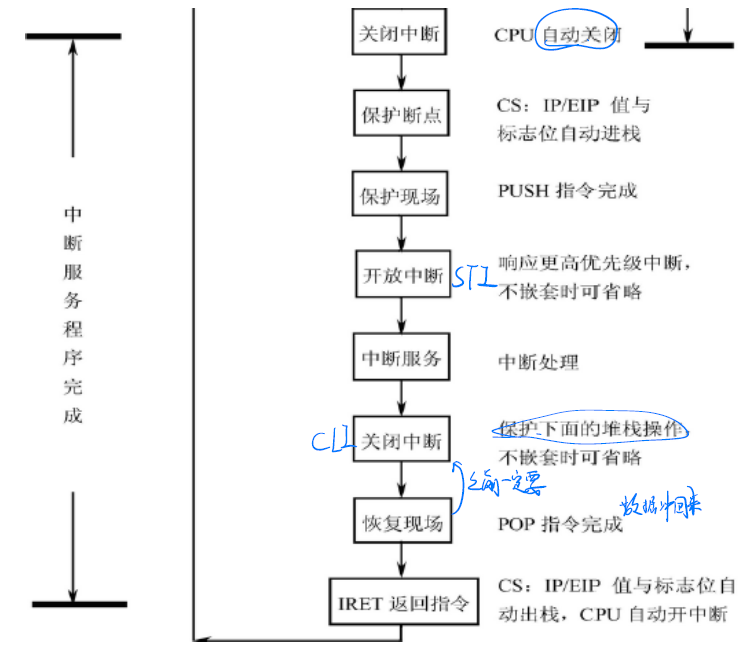 关闭中断
CPU 自动关闭
保护断点
CS：IP/EIP 值与
标志位自动进栈
保护现场
PUSH 指令完成
中断服务程序完成
开放中断
STI
响应更高优先级中断，
不嵌套时可省略
中断服务
中断处理
CLI
关闭中断
保护下面的堆栈操作，
不嵌套时可省略
之前一定要
恢复现场
POP 指令完成
IRET 返回指令
CS：IP/EIP 值与标志位自
动出栈，CPU 自动开中断